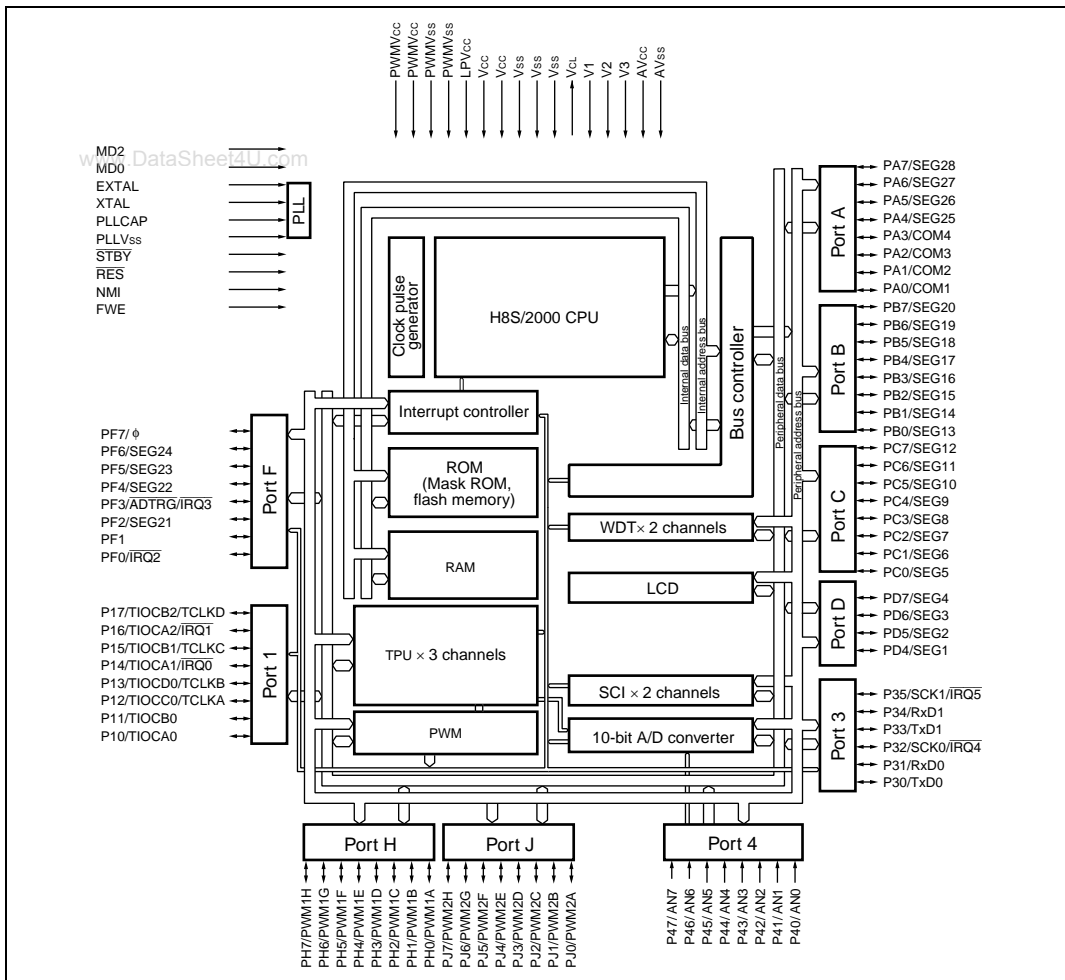 PWMVCC
PWMVCC
PWMVSS
PWMVSS
LPVCC
VCC
VCC
VSS
VSS
VSS
VCL
V1
V2
V3
AVCC
AVSS
www.DataSheet4U.com
MD2
MD0
EXTAL
XTAL
PLLCAP
PLLVSS
STBY
RES
NMI
FWE
PLL
Clock pulse
generator
H8S/2000 CPU
Internal data bus
Internal address bus
Bus controller
Peripheral data bus
Peripheral address bus
Interrupt controller
ROM
(Mask ROM,
flash memory)
RAM
TPU × 3 channels
PWM
WDT × 2 channels
LCD
SCI × 2 channels
10-bit A/D converter
Port A
PA7/SEG28
PA6/SEG27
PA5/SEG26
PA4/SEG25
PA3/COM4
PA2/COM3
PA1/COM2
PA0/COM1
Port B
PB7/SEG20
PB6/SEG19
PB5/SEG18
PB4/SEG17
PB3/SEG16
PB2/SEG15
PB1/SEG14
PB0/SEG13
Port C
PC7/SEG12
PC6/SEG11
PC5/SEG10
PC4/SEG9
PC3/SEG8
PC2/SEG7
PC1/SEG6
PC0/SEG5
Port D
PD7/SEG4
PD6/SEG3
PD5/SEG2
PD4/SEG1
Port 3
P35/SCK1/IRQ5
P34/RxD1
P33/TxD1
P32/SCK0/IRQ4
P31/RxD0
P30/TxD0
PF7/ φ
PF6/SEG24
PF5/SEG23
PF4/SEG22
PF3/ADTRG/IRQ3
PF2/SEG21
PF1
PF0/IRQ2
Port F
P17/TIOCB2/TCLKD
P16/TIOCA2/IRQ1
P15/TIOCB1/TCLKC
P14/TIOCA1/IRQ0
P13/TIOCD0/TCLKB
P12/TIOCC0/TCLKA
P11/TIOCB0
P10/TIOCA0
Port 1
Port H
Port J
Port 4
PH7/PWM1H
PH6/PWM1G
PH5/PWM1F
PH4/PWM1E
PH3/PWM1D
PH2/PWM1C
PH1/PWM1B
PH0/PWM1A
PJ7/PWM2H
PJ6/PWM2G
PJ5/PWM2F
PJ4/PWM2E
PJ3/PWM2D
PJ2/PWM2C
PJ1/PWM2B
PJ0/PWM2A
P47/ AN7
P46/ AN6
P45/ AN5
P44/ AN4
P43/ AN3
P42/ AN2
P41/ AN1
P40/ AN0